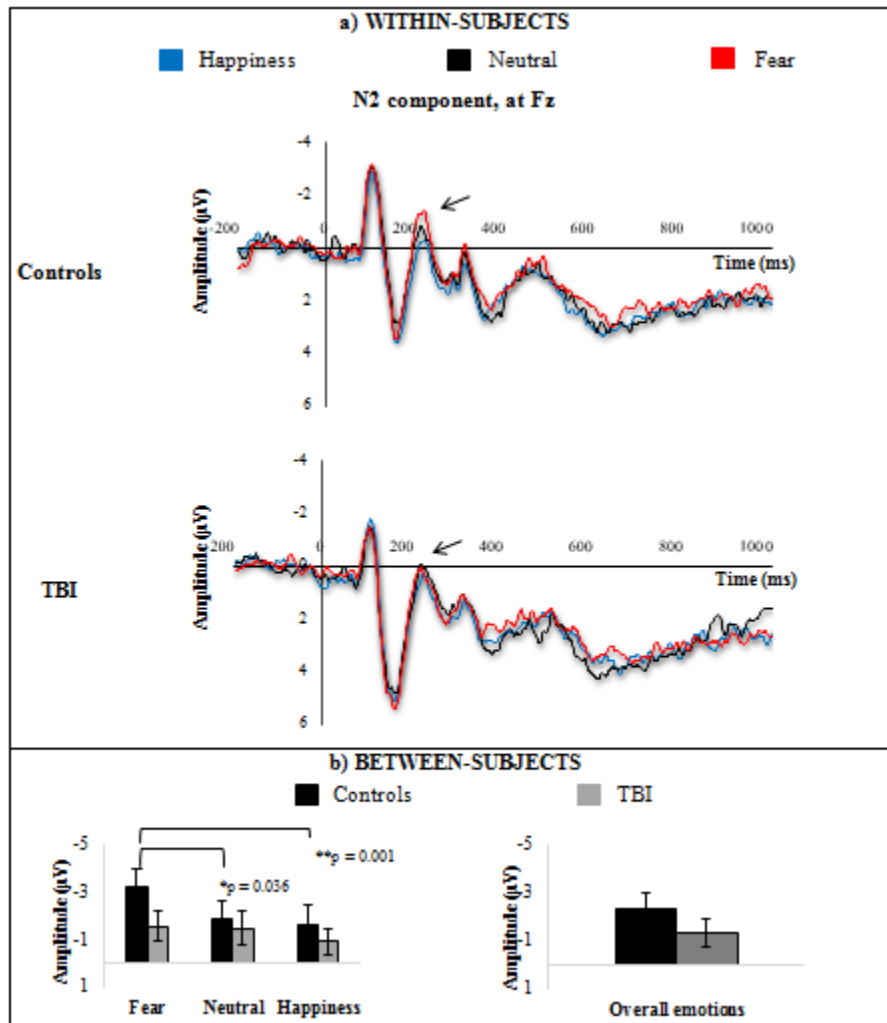 a) WITHIN-SUBJECTS
Happiness Neutral Fear
N2 component, at Fz
Controls
Amplitude (µV)
-4
-2
-200 0 200 400 600 800 1000
Time (ms)
2
4
6
TBI
Amplitude (µV)
-4
-2
200 0 200 400 600 800 1000
0
Time (ms)
2
4
6
b) BETWEEN-SUBJECTS
Controls TBI
Amplitude (µV)
-5
-3
-1
1
**p = 0.001
*p = 0.036
Fear Neutral Happiness
Amplitude (µV)
-5
-3
-1
1
Overall emotions